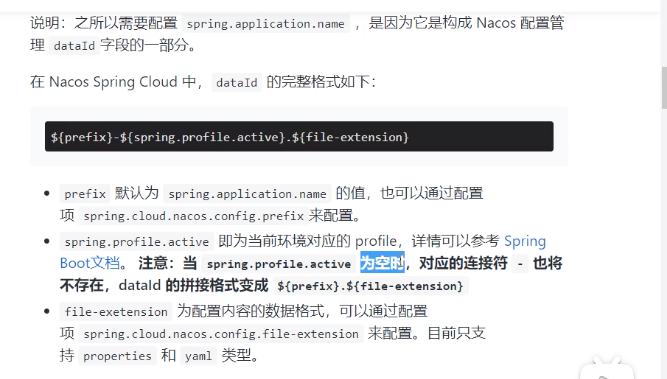 说明：之所以需要配置 spring.application.name ，是因为它是构成 Nacos 配置管
理 dataId 字段的一部分。
在 Nacos Spring Cloud 中， dataId 的完整格式如下：
${prefix}-${spring.profile.active}.${file-extension}
prefix 默认为 spring.application.name 的值，也可以通过配置
项 spring.cloud.nacos.config.prefix 来配置。
spring.profile.active 即为当前环境对应的 profile，详情可以参考 Spring
Boot文档。 注意：当 spring.profile.active 为空时，对应的连接符 - 也将
不存在，dataId 的拼接格式变成 ${prefix}.${file-extension}
file-exetension 为配置内容的数据格式，可以通过配置
项 spring.cloud.nacos.config.file-extension 来配置。目前只支
持 properties 和 yaml 类型。